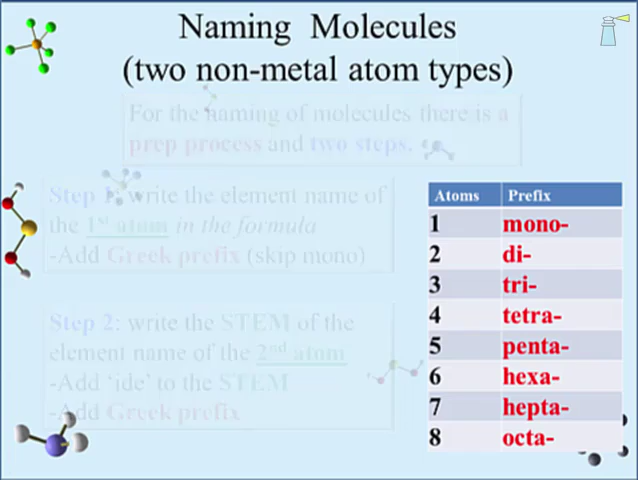 Naming Molecules
(two non-metal atom types)
For the naming of molecules there is a
prep process and two steps.
Step 1: write the element name of
the 1st atom in the formula
-Add Greek prefix (skip mono)
Step 2: write the STEM of the
element name of the 2nd atom
-Add 'ide' to the STEM
-Add Greek prefix
Atoms Prefix
1 mono-
2 di-
3 tri-
4 tetra-
5 penta-
6 hexa-
7 hepta-
8 octa-